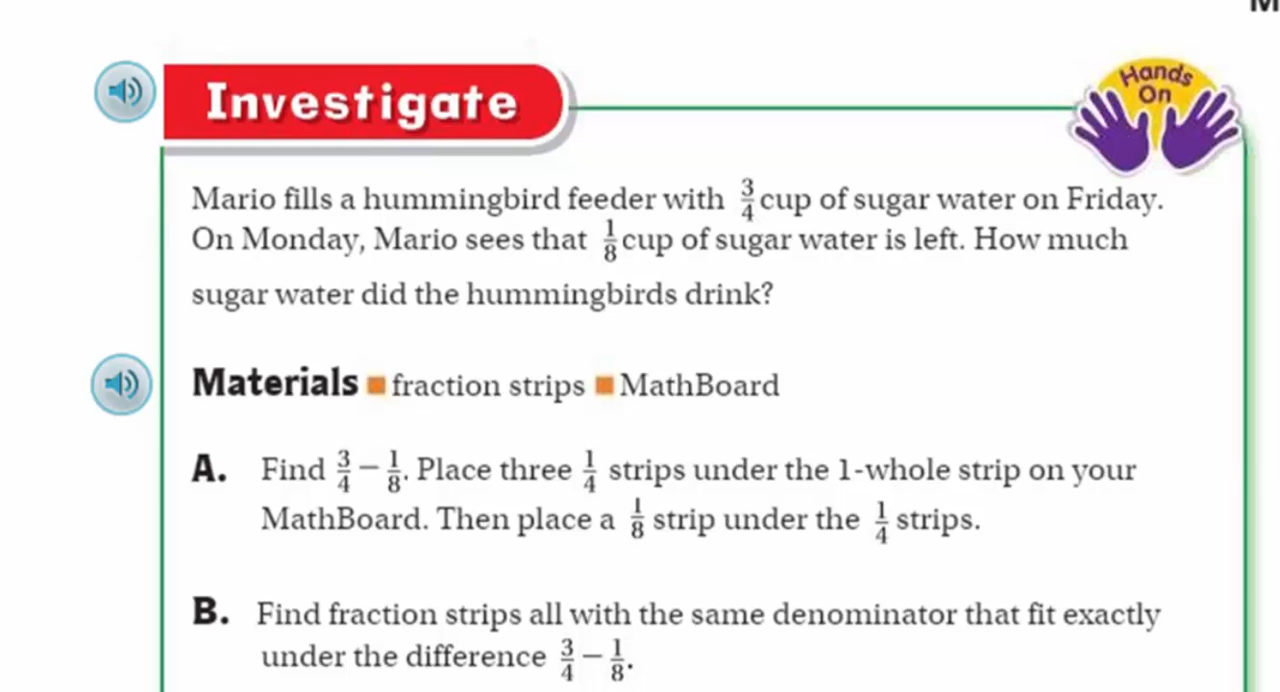 M
Investigate
Hands
On
Mario fills a hummingbird feeder with 3/4 cup of sugar water on Friday.
On Monday, Mario sees that 1/8 cup of sugar water is left. How much
sugar water did the hummingbirds drink?
Materials ■ fraction strips ■ MathBoard
A. Find 3/4 − 1/8. Place three 1/4 strips under the 1-whole strip on your
MathBoard. Then place a 1/8 strip under the 1/4 strips.
B. Find fraction strips all with the same denominator that fit exactly
under the difference 3/4 − 1/8.